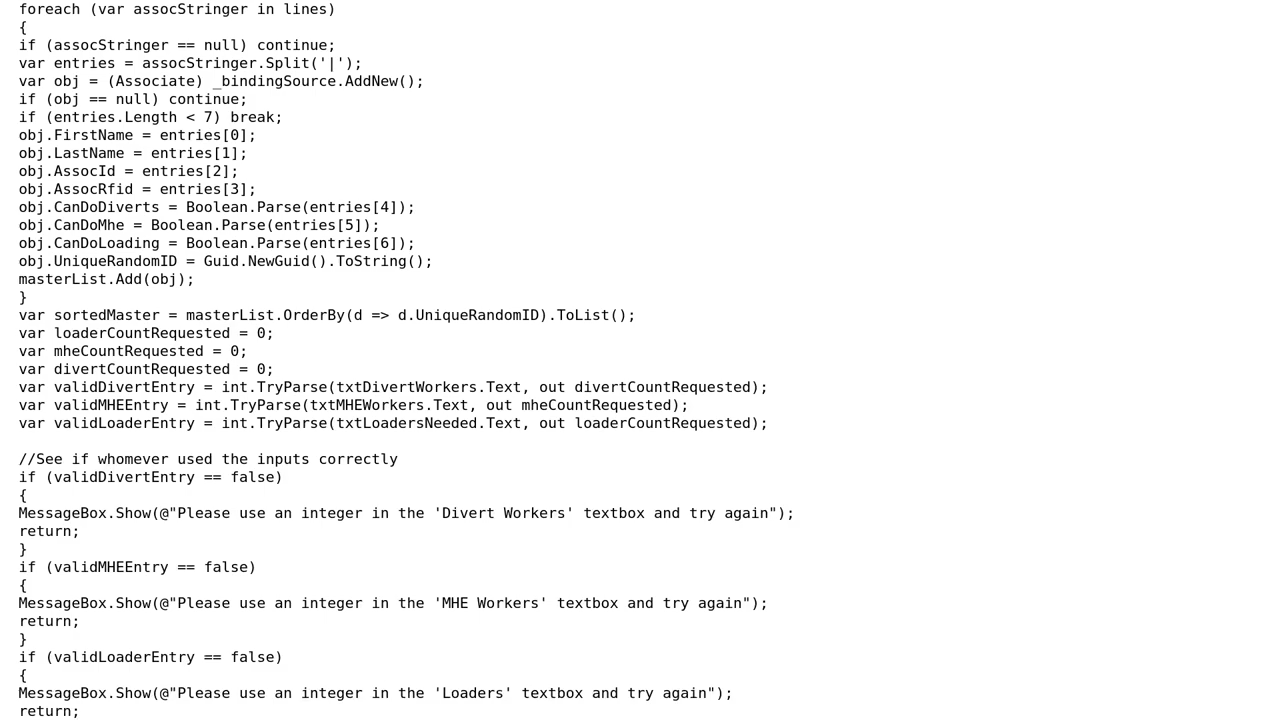 foreach (var assocStringer in lines)
{
if (assocStringer == null) continue;
var entries = assocStringer.Split('|');
var obj = (Associate) _bindingSource.AddNew();
if (obj == null) continue;
if (entries.Length < 7) break;
obj.FirstName = entries[0];
obj.LastName = entries[1];
obj.AssocId = entries[2];
obj.AssocRfid = entries[3];
obj.CanDoDiverts = Boolean.Parse(entries[4]);
obj.CanDoMhe = Boolean.Parse(entries[5]);
obj.CanDoLoading = Boolean.Parse(entries[6]);
obj.UniqueRandomID = Guid.NewGuid().ToString();
masterList.Add(obj);
}
var sortedMaster = masterList.OrderBy(d => d.UniqueRandomID).ToList();
var loaderCountRequested = 0;
var mheCountRequested = 0;
var divertCountRequested = 0;
var validDivertEntry = int.TryParse(txtDivertWorkers.Text, out divertCountRequested);
var validMHEEntry = int.TryParse(txtMHEWorkers.Text, out mheCountRequested);
var validLoaderEntry = int.TryParse(txtLoadersNeeded.Text, out loaderCountRequested);

//See if whomever used the inputs correctly
if (validDivertEntry == false)
{
MessageBox.Show(@"Please use an integer in the 'Divert Workers' textbox and try again");
return;
}
if (validMHEEntry == false)
{
MessageBox.Show(@"Please use an integer in the 'MHE Workers' textbox and try again");
return;
}
if (validLoaderEntry == false)
{
MessageBox.Show(@"Please use an integer in the 'Loaders' textbox and try again");
return;